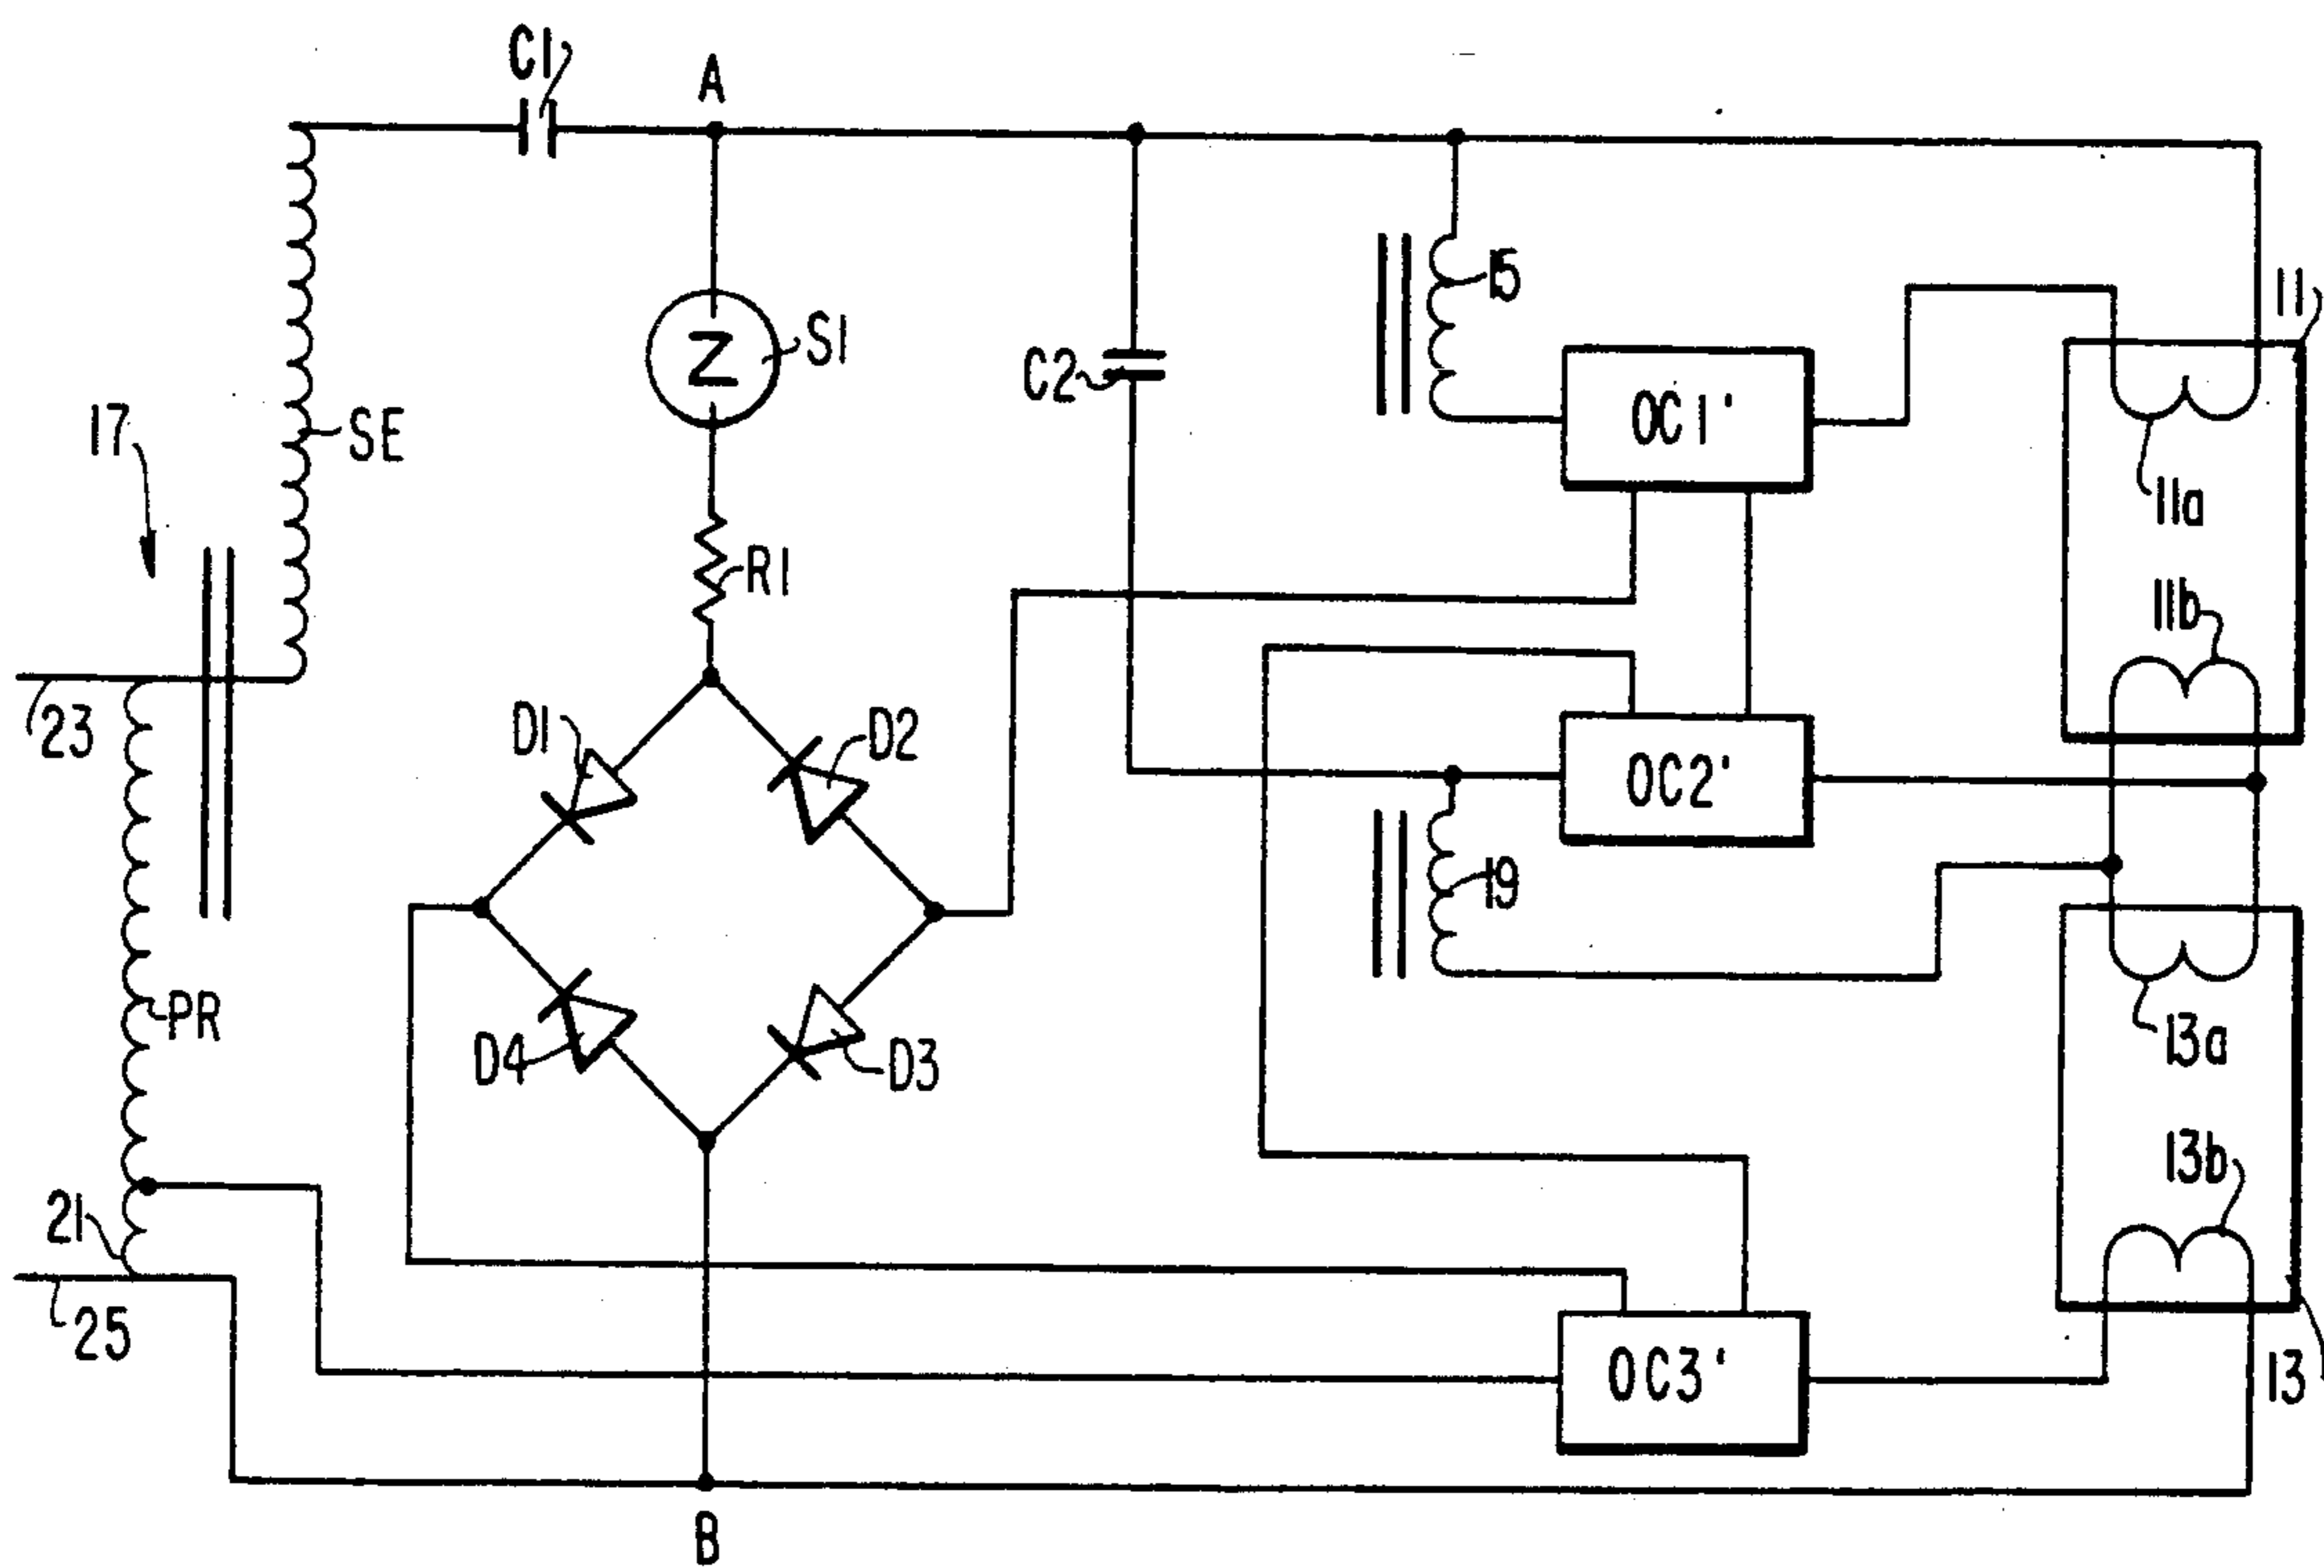 C1
A
15
11
S1
C2
OC1'
17
SE
11a
R1
11b
23
D1
D2
OC2'
19
PR
D4
D3
13a
13b
21
25
OC3'
13
B
Z